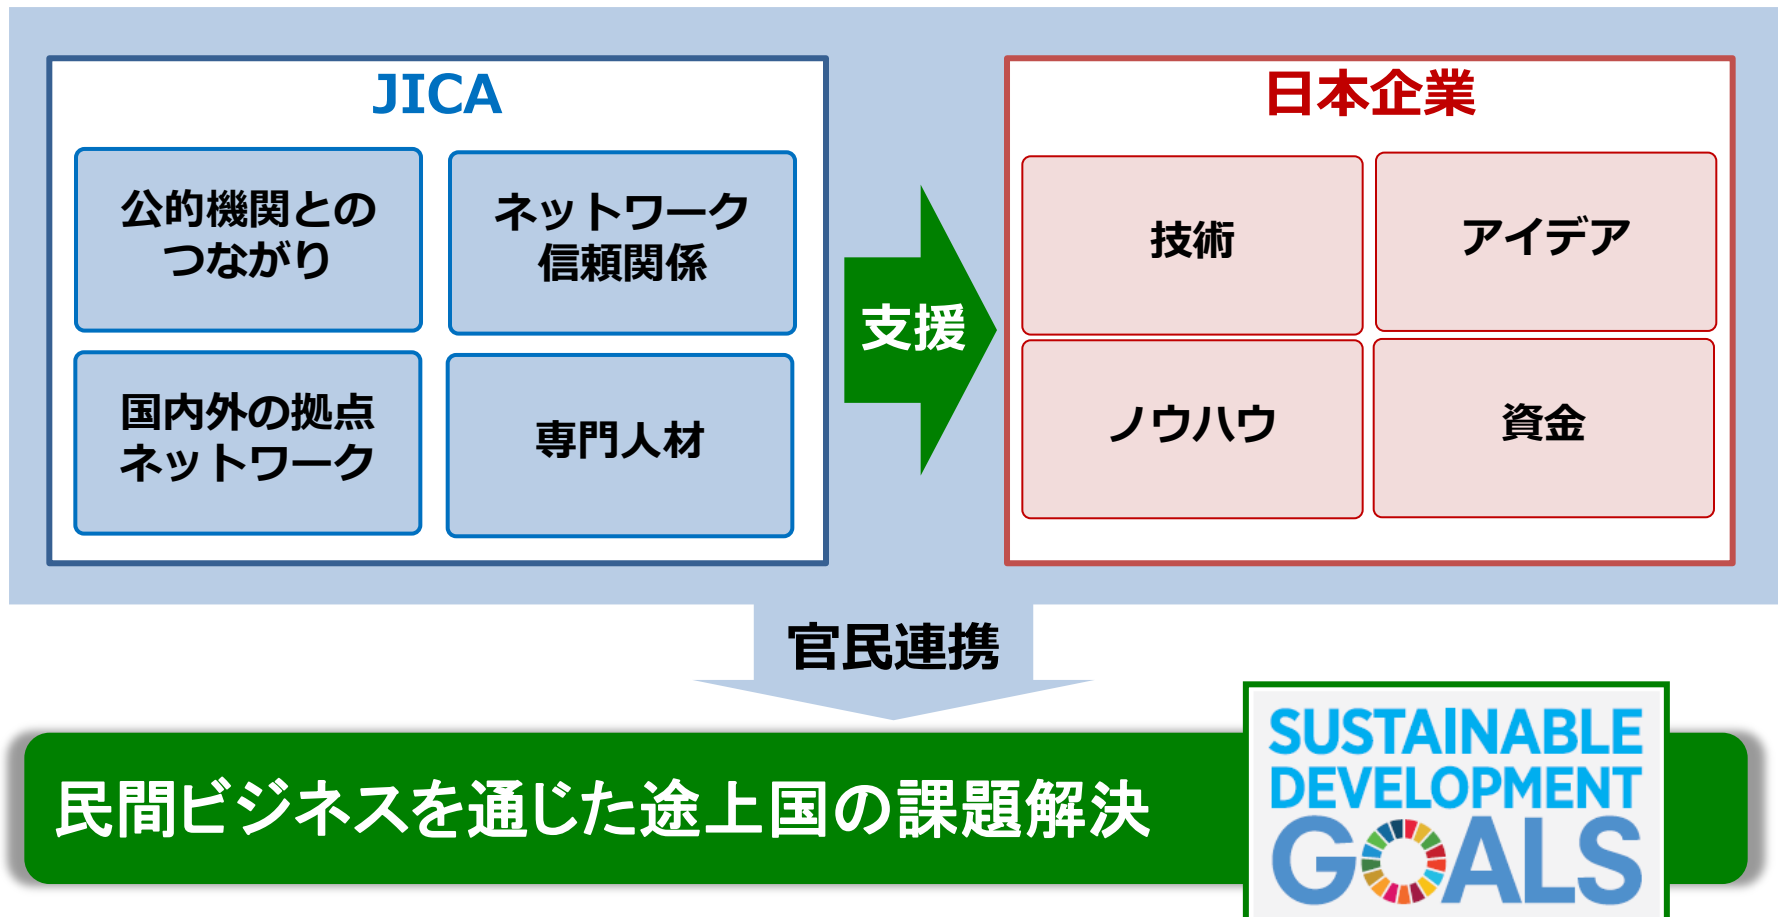 JICA
公的機関との
つながり
ネットワーク
信頼関係
国内外の拠点
ネットワーク
専門人材
支援
日本企業
技術
アイデア
ノウハウ
資金
官民連携
民間ビジネスを通じた途上国の課題解決
SUSTAINABLE
DEVELOPMENT
GOALS